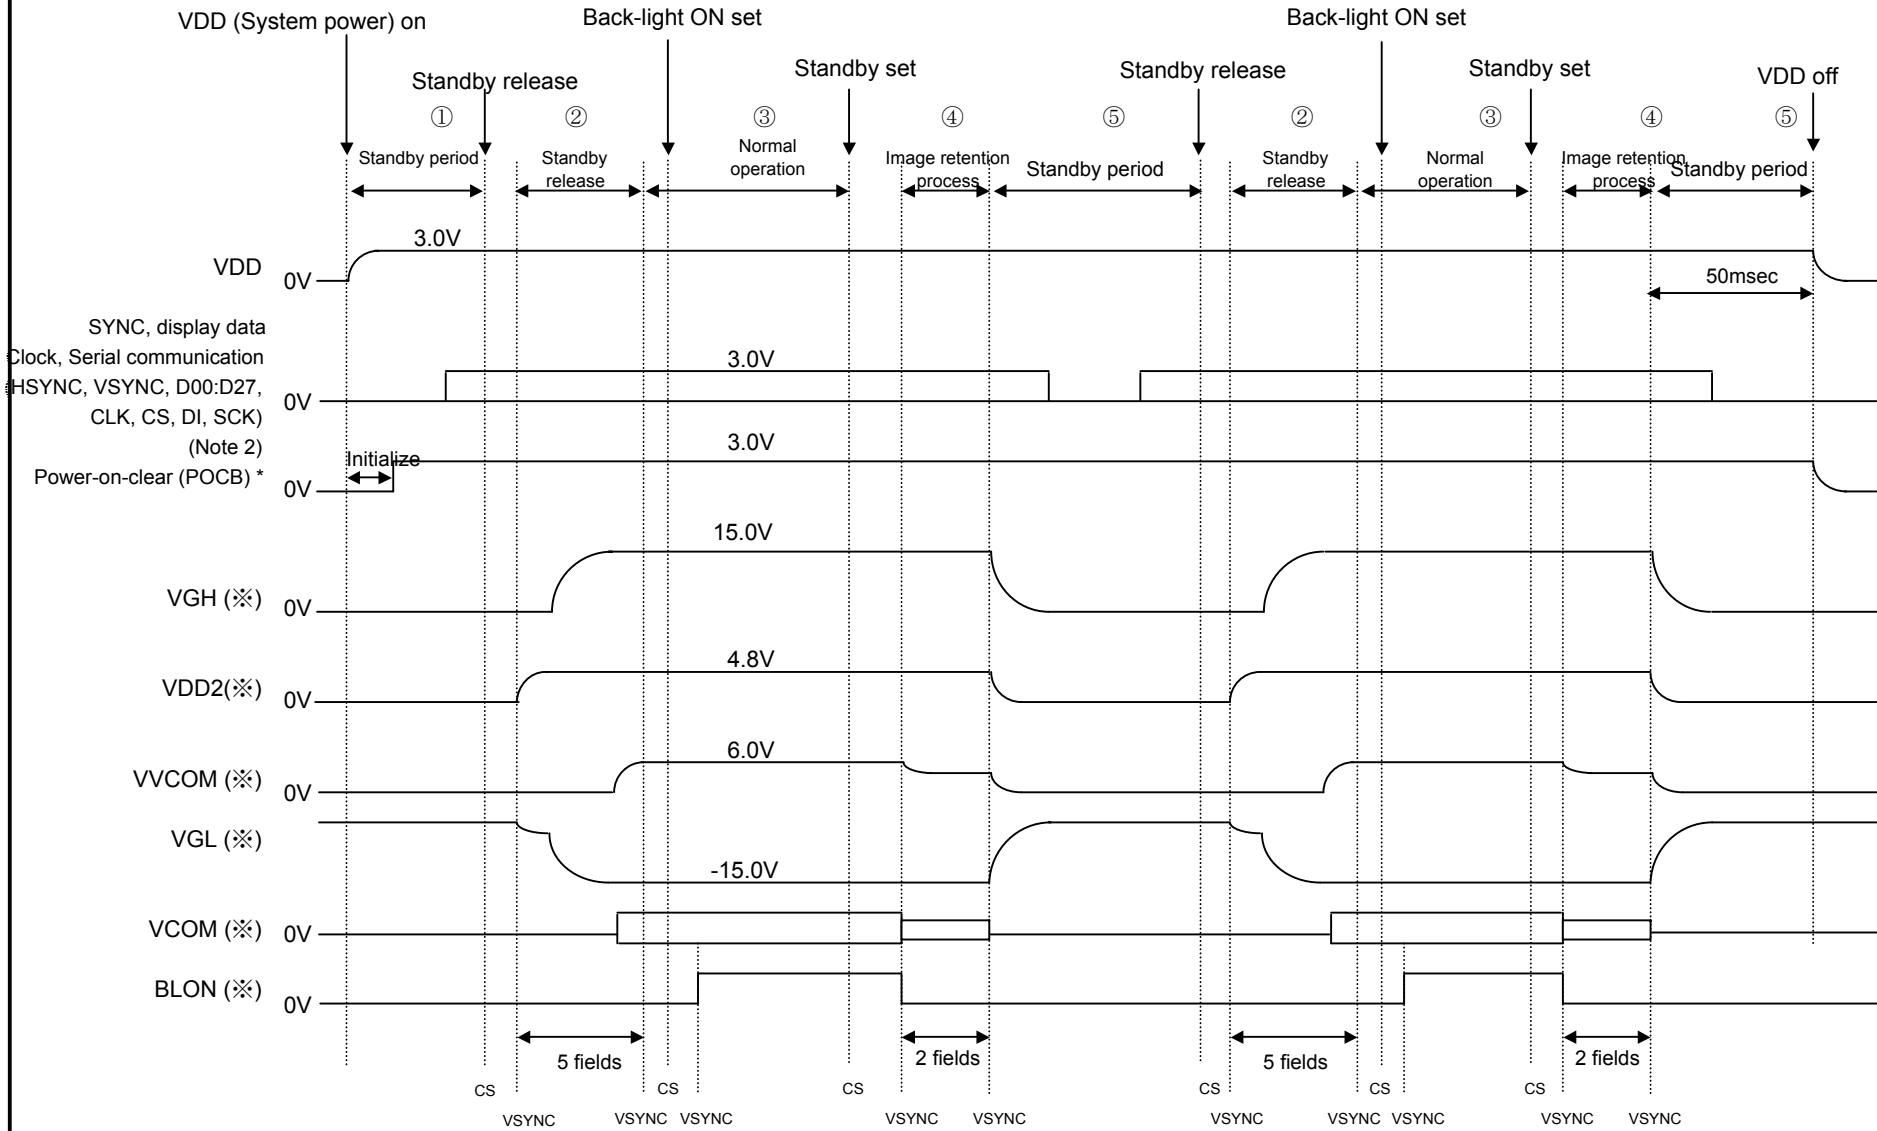 VDD (System power) on
Back-light ON set
Back-light ON set
Standby release
Standby set
Standby release
Standby set
VDD off
① ② ③ ④ ⑤ ② ③ ④ ⑤
Standby period
Standby
release
Normal
operation
Image retention
process
Standby period
Standby
release
Normal
operation
Image retention
process
Standby period
VDD
0V
3.0V
50msec
SYNC, display data
Clock, Serial communication
HSYNC, VSYNC, D00:D27,
CLK, CS, DI, SCK)
(Note 2)
0V
3.0V
Power-on-clear (POCB) *
0V
Initialize
3.0V
VGH (※)
0V
15.0V
VDD2(※)
0V
4.8V
VVCOM (※)
0V
6.0V
VGL (※)
-15.0V
VCOM (※)
0V
BLON (※)
0V
5 fields
2 fields
5 fields
2 fields
CS CS CS CS CS CS
VSYNC VSYNC VSYNC VSYNC VSYNC VSYNC VSYNC VSYNC VSYNC VSYNC